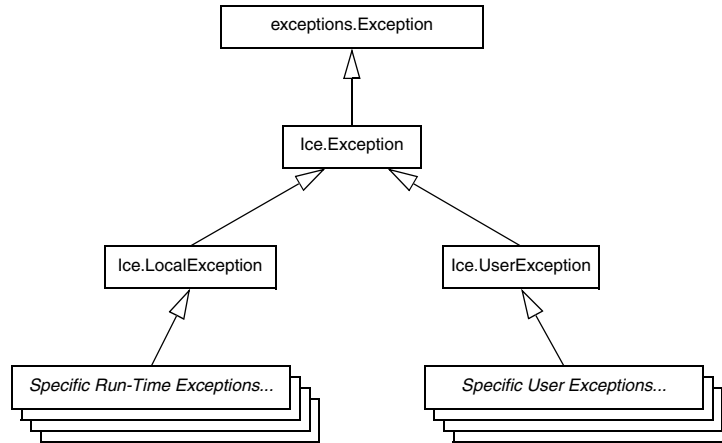 exceptions.Exception
Ice.Exception
Ice.LocalException
Ice.UserException
Specific Run-Time Exceptions...
Specific User Exceptions...